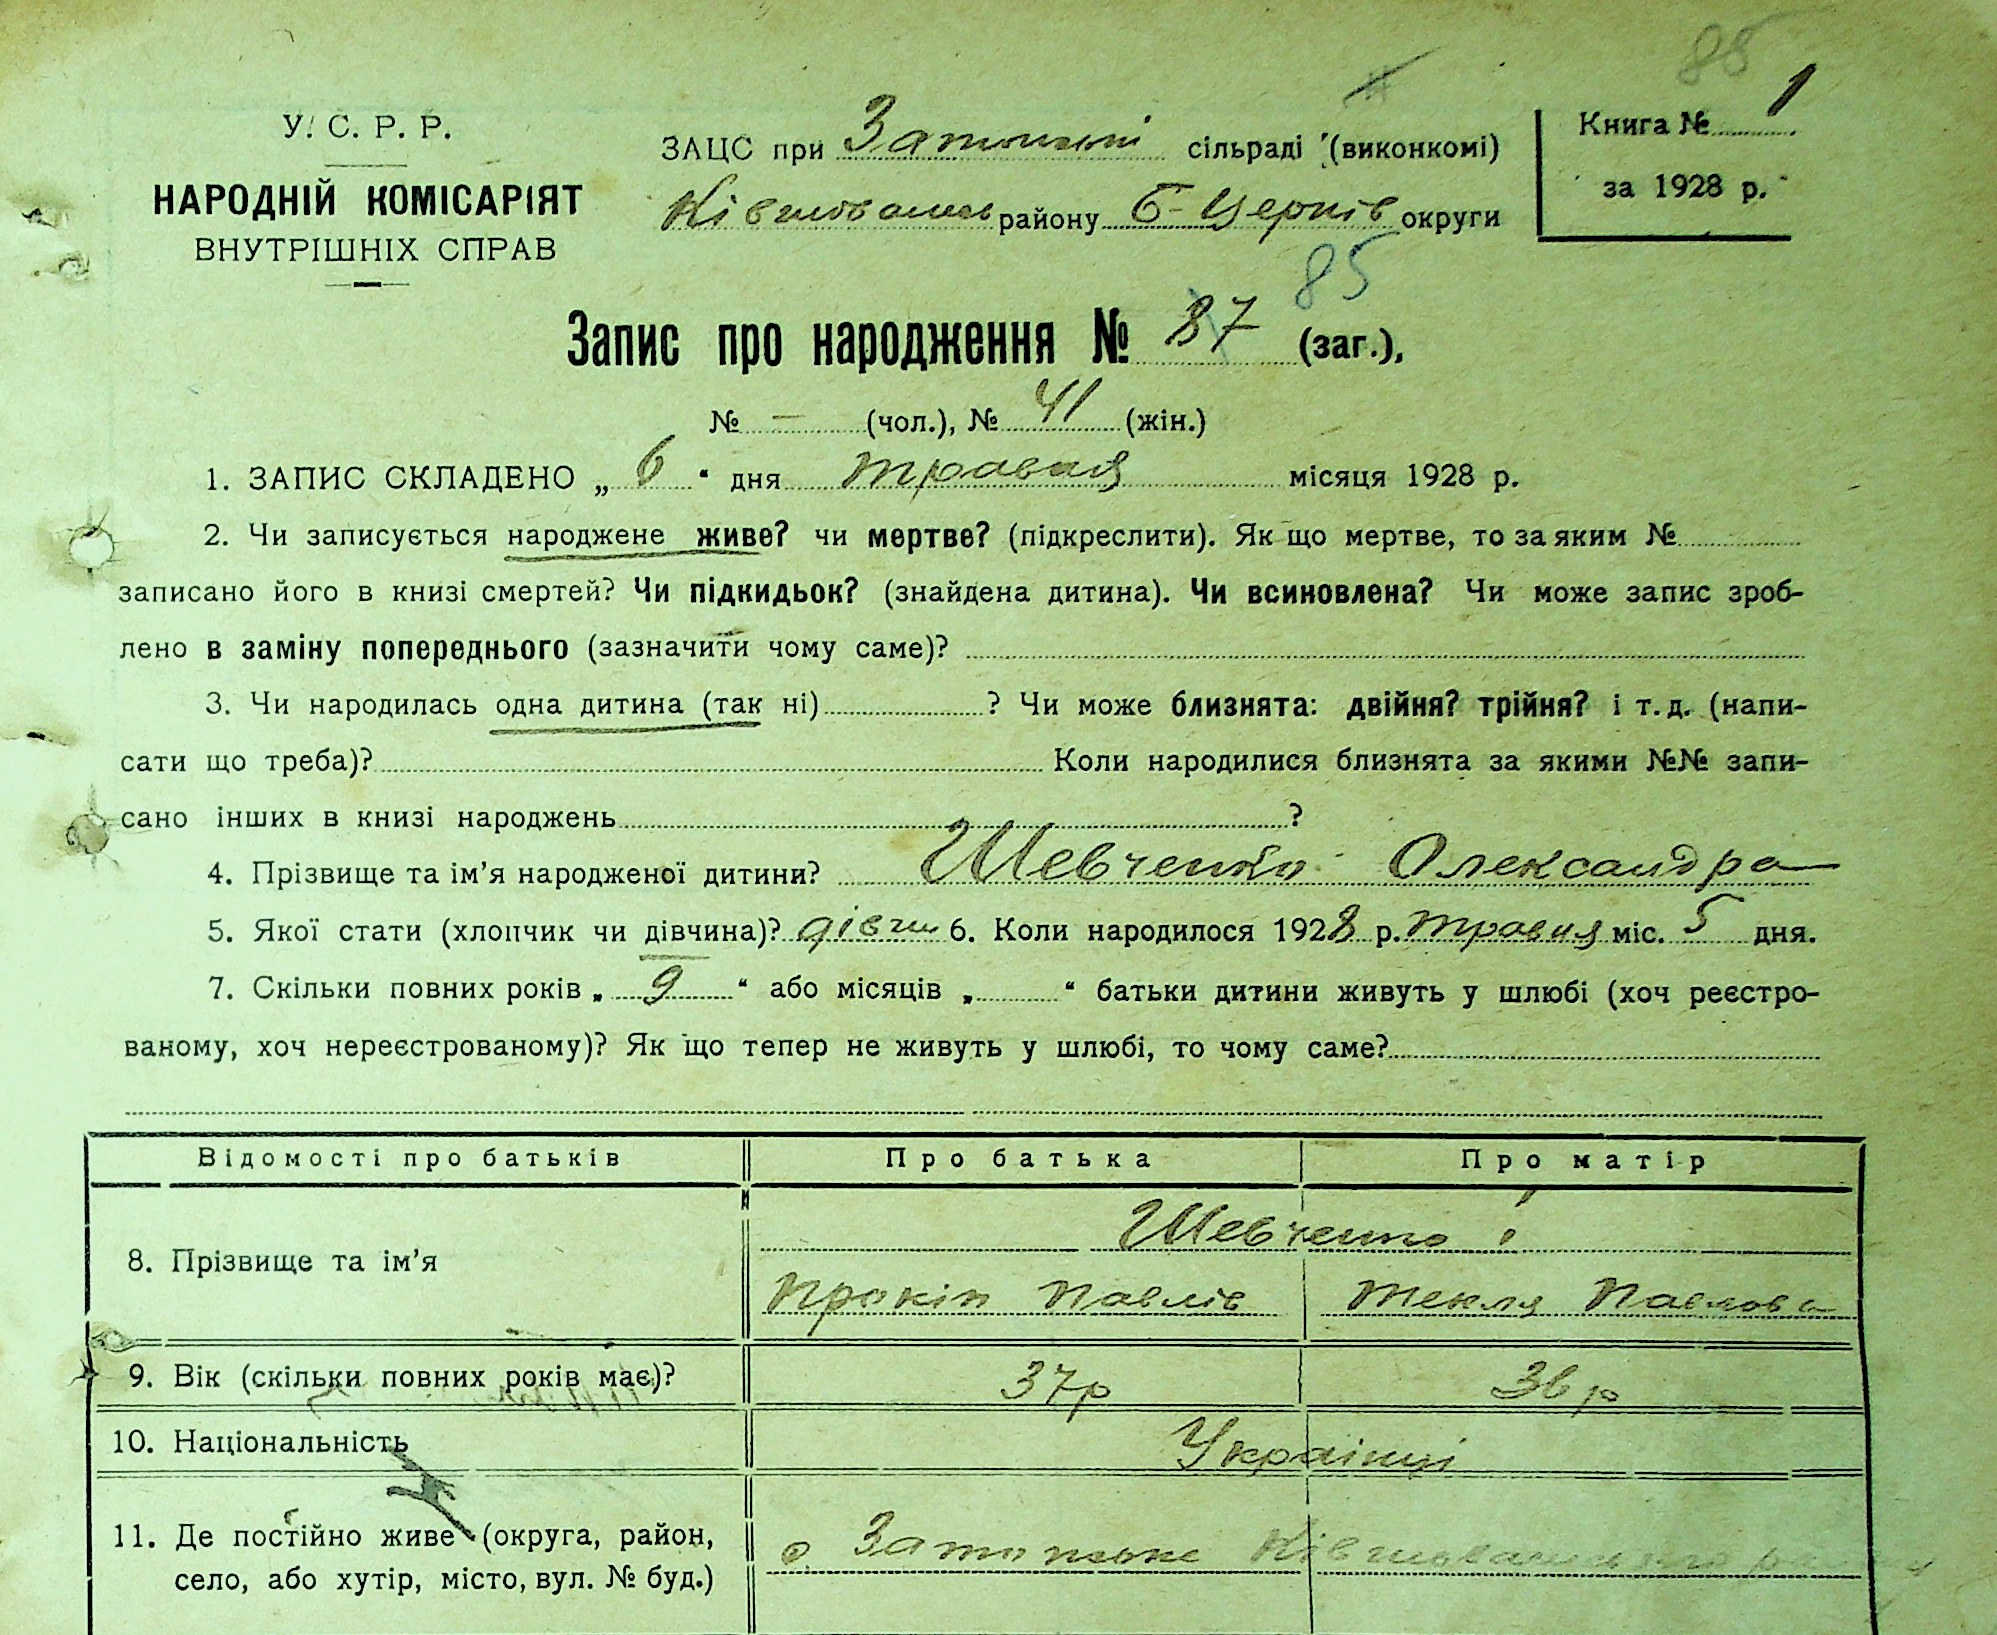 85
У. С. Р. Р.
НАРОДНІЙ КОМІСАРІЯТ
ВНУТРІШНІХ СПРАВ
ЗАЦС при сільраді (виконкомі)
району Б-Церків округи
Книга № 1
за 1928 р.
85
Запис про народження № 87 (заг.),
№ — (чол.), № 41 (жін.)
1. ЗАПИС СКЛАДЕНО „ 6 “ дня травня місяця 1928 р.
2. Чи записується народжене живе? чи мертве? (підкреслити). Як що мертве, то за яким №
записано його в книзі смертей? Чи підкидьок? (знайдена дитина). Чи всиновлена? Чи може запис зроб-
лено в заміну попереднього (зазначити чому саме)?
3. Чи народилась одна дитина (так ні) ? Чи може близнята: двійня? трійня? і т. д. (напи-
сати що треба)? Коли народилися близнята за якими №№ запи-
сано інших в книзі народжень ?
4. Прізвище та ім’я народженої дитини? Шевченко Олександра
5. Якої стати (хлопчик чи дівчина)? дівчин 6. Коли народилося 1928 р. травня міс. 5 дня.
7. Скільки повних років „ 9 “ або місяців „ “ батьки дитини живуть у шлюбі (хоч реєстро-
ваному, хоч нереєстрованому)? Як що тепер не живуть у шлюбі, то чому саме?
Відомості про батьків Про батька Про матір
8. Прізвище та ім’я Шевченко
Прокіп Павлів Текля Павлова
9. Вік (скільки повних років має)? 37р 36 р
10. Національність Українці
11. Де постійно живе (округа, район,
село, або хутір, місто, вул. № буд.)